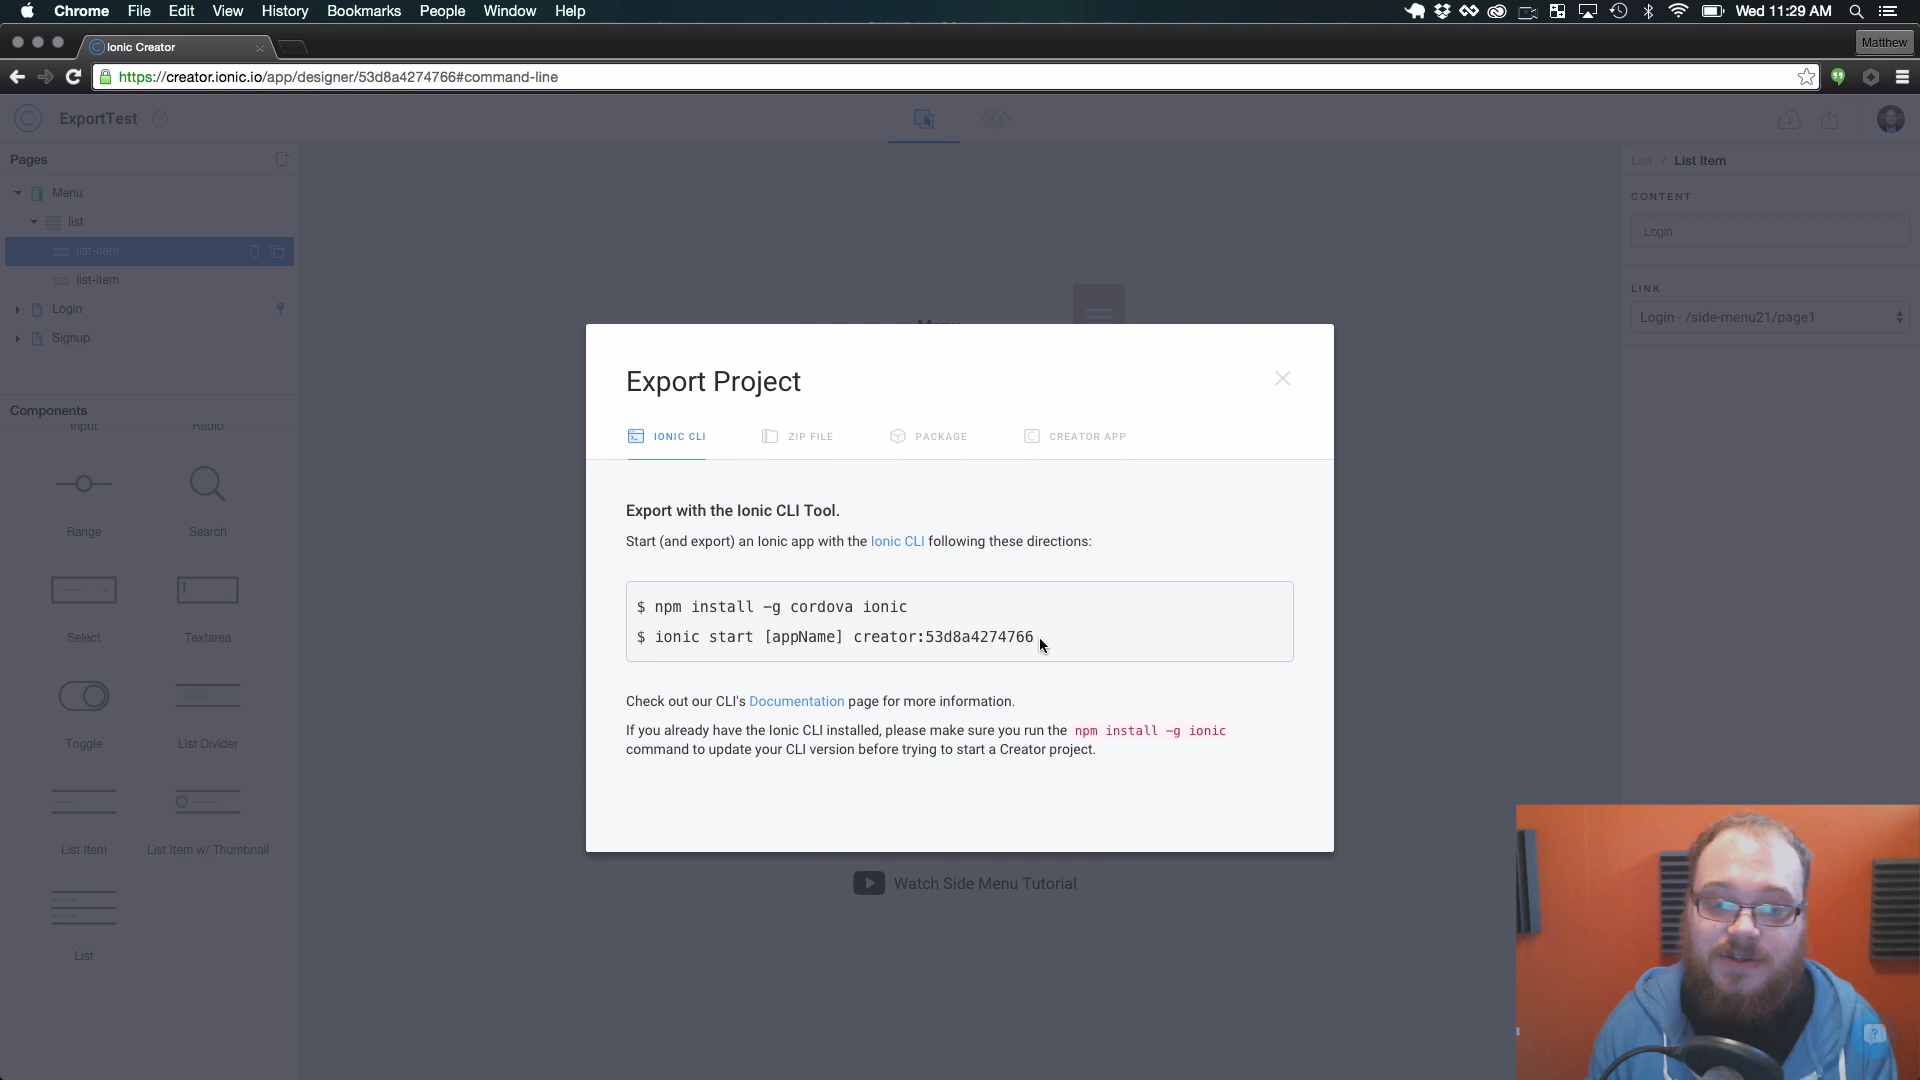 Chrome File Edit View History Bookmarks People Window Help Wed 11:29 AM
Ionic Creator Matthew
https://creator.ionic.io/app/designer/53d8a4274766#command-line
ExportTest
Pages
Menu
list
list-item
list-item
Login
Signup
Components
Input Radio
Range Search
Select Textarea
Toggle List Divider
List Item List Item w/ Thumbnail
List
Menu
Export Project
IONIC CLI ZIP FILE PACKAGE CREATOR APP
Export with the Ionic CLI Tool.
Start (and export) an Ionic app with the Ionic CLI following these directions:
$ npm install -g cordova ionic
$ ionic start [appName] creator:53d8a4274766
Check out our CLI's Documentation page for more information.
If you already have the Ionic CLI installed, please make sure you run the npm install -g ionic
command to update your CLI version before trying to start a Creator project.
Watch Side Menu Tutorial
List / List Item
CONTENT
Login
LINK
Login - /side-menu21/page1